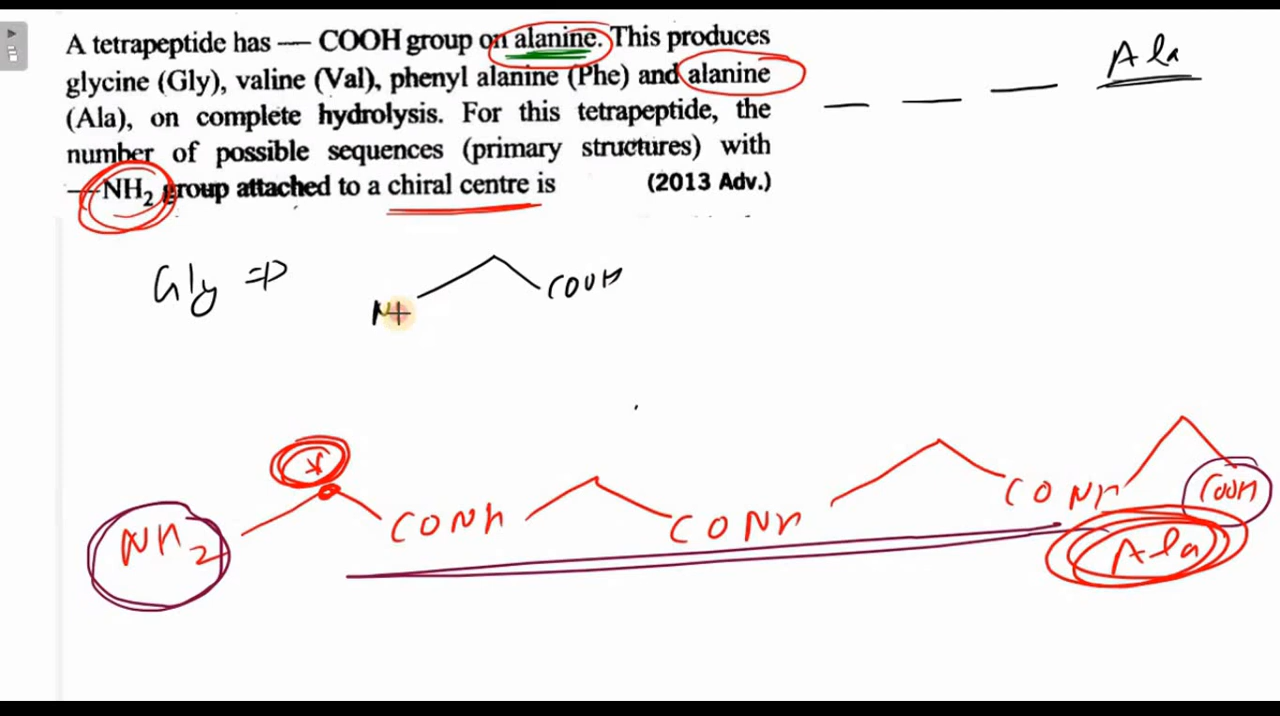 A tetrapeptide has — COOH group on alanine. This produces
glycine (Gly), valine (Val), phenyl alanine (Phe) and alanine
(Ala), on complete hydrolysis. For this tetrapeptide, the
number of possible sequences (primary structures) with
—NH2 group attached to a chiral centre is (2013 Adv.)
Ala
Gly ⇒
N COOH
*
NH2 CONH CONH CONH COOH
Ala